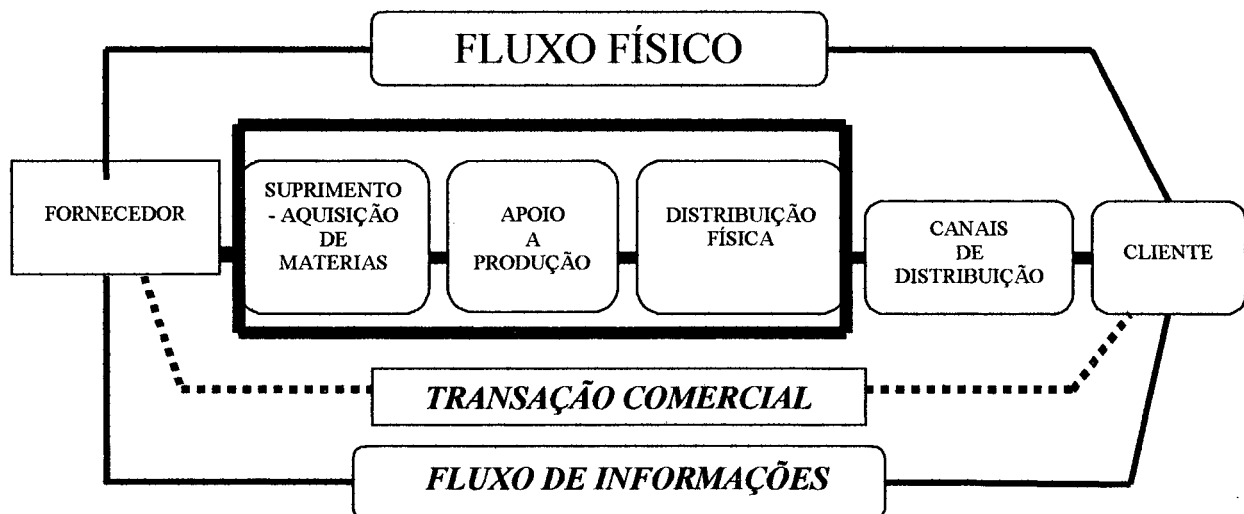 FLUXO FÍSICO
FORNECEDOR
SUPRIMENTO
- AQUISIÇÃO
DE
MATERIAS
APOIO
A
PRODUÇÃO
DISTRIBUIÇÃO
FÍSICA
CANAIS
DE
DISTRIBUIÇÃO
CLIENTE
TRANSAÇÃO COMERCIAL
FLUXO DE INFORMAÇÕES